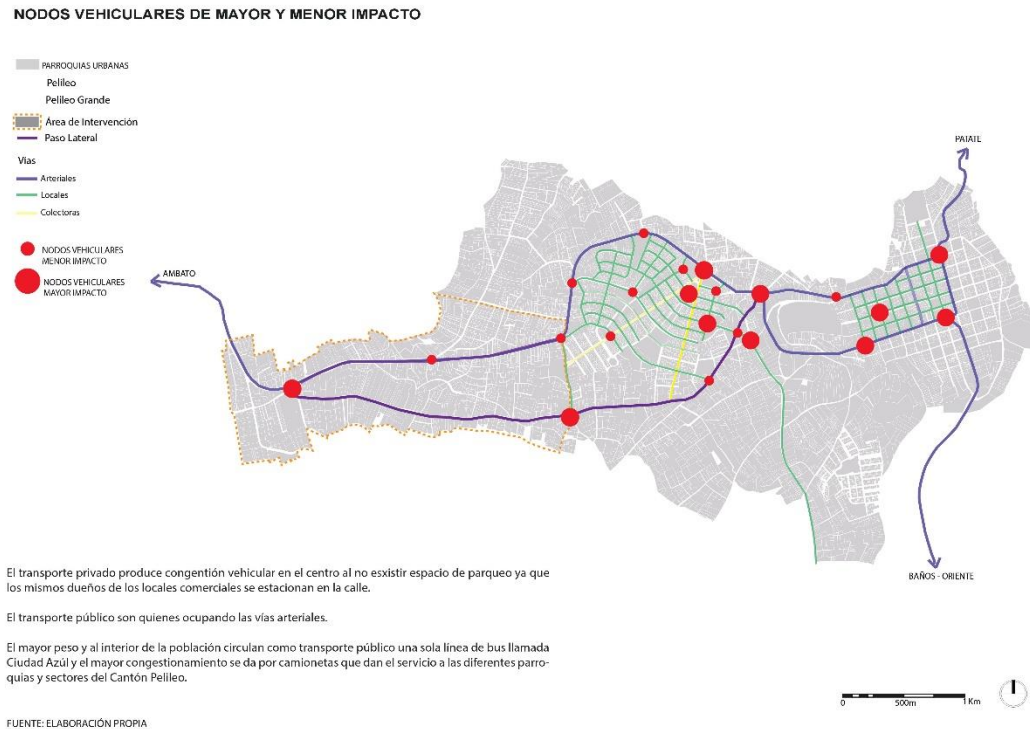 NODOS VEHICULARES DE MAYOR Y MENOR IMPACTO
PARROQUIAS URBANAS
Pelileo
Pelileo Grande
Área de Intervención
Paso Lateral
Vías
Arteriales
Locales
Colectoras
NODOS VEHICULARES
MENOR IMPACTO
NODOS VEHICULARES
MAYOR IMPACTO
AMBATO
PATATE
BAÑOS - ORIENTE
El transporte privado produce congentión vehicular en el centro al no esxistir espacio de parqueo ya que
los mismos dueños de los locales comerciales se estacionan en la calle.
El transporte público son quienes ocupando las vías arteriales.
El mayor peso y al interior de la población circulan como transporte público una sola línea de bus llamada
Ciudad Azúl y el mayor congestionamiento se da por camionetas que dan el servicio a las diferentes parro-
quias y sectores del Cantón Pelileo.
0 500m 1 Km
FUENTE: ELABORACIÓN PROPIA